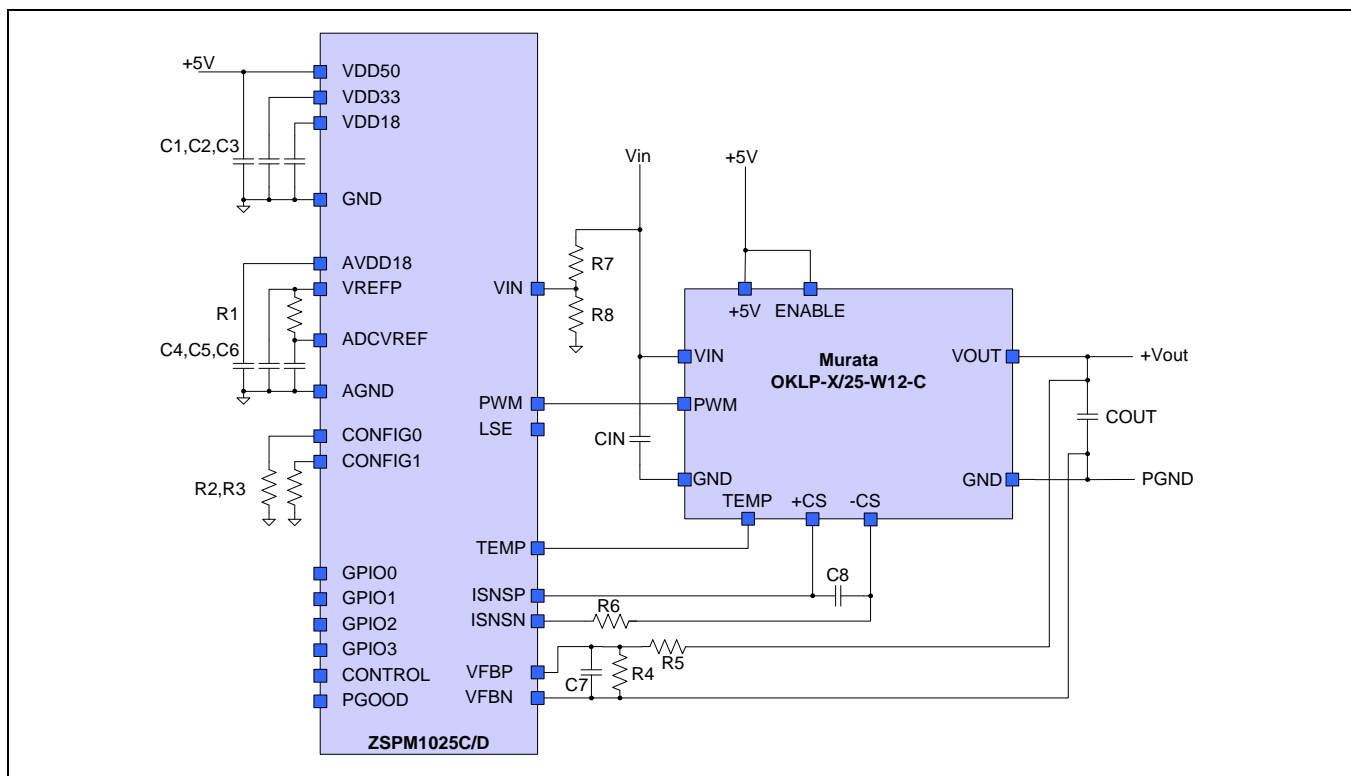 +5V
VDD50
VDD33
VDD18
C1,C2,C3
GND
AVDD18
VREFP
R1
ADCVREF
C4,C5,C6
AGND
CONFIG0
CONFIG1
R2,R3
GPIO0
GPIO1
GPIO2
GPIO3
CONTROL
PGOOD
VIN
PWM
LSE
TEMP
ISNSP
ISNSN
VFBP
VFBN
ZSPM1025C/D
Vin
+5V
R7
R8
CIN
+5V
ENABLE
VIN
Murata
OKLP-X/25-W12-C
VOUT
PWM
GND
GND
TEMP
+CS
-CS
+Vout
COUT
PGND
C8
R6
R5
C7
R4